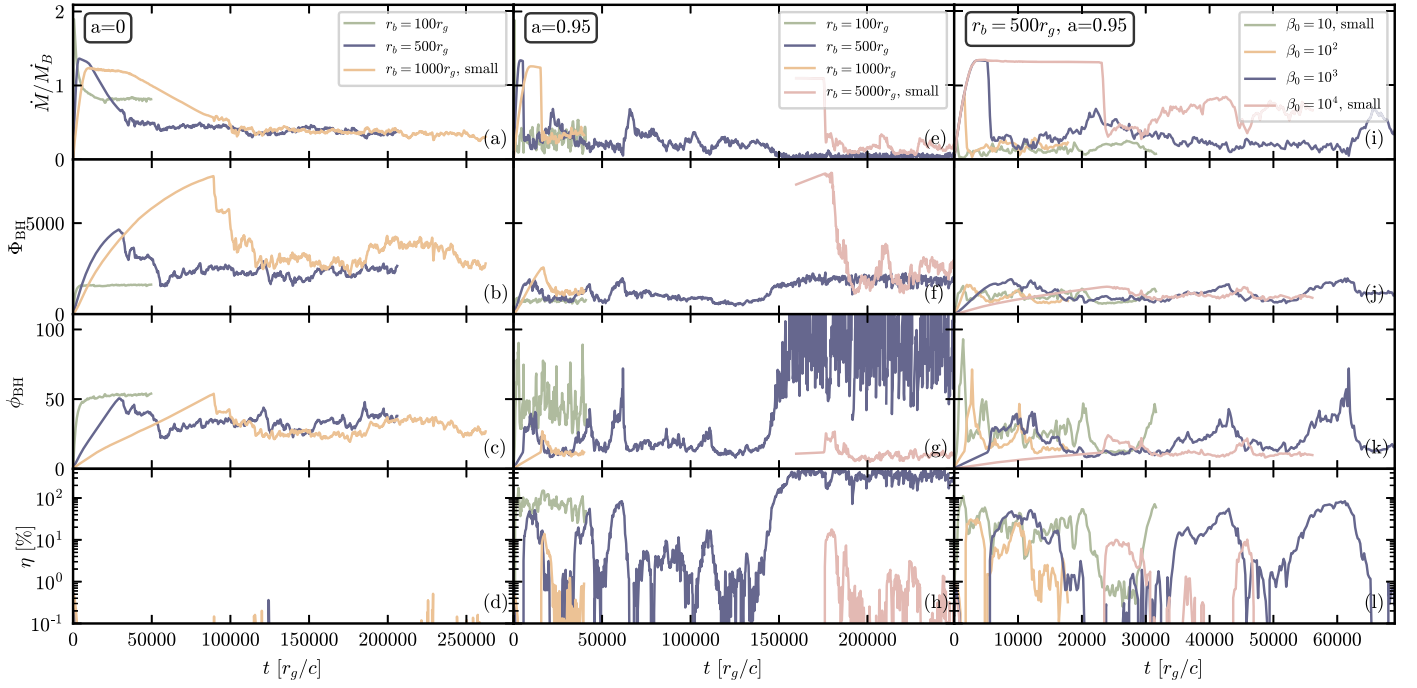 a=0
r_b = 100r_g
r_b = 500r_g
r_b = 1000r_g, small
a=0.95
r_b = 100r_g
r_b = 500r_g
r_b = 1000r_g
r_b = 5000r_g, small
r_b = 500r_g, a=0.95
β_0 = 10, small
β_0 = 10^2
β_0 = 10^3
β_0 = 10^4, small
Ṁ/Ṁ_B
2
1
0
(a)
(e)
(i)
Φ_BH
5000
0
(b)
(f)
(j)
ϕ_BH
100
50
0
(c)
(g)
(k)
η [%]
10^2
10^1
10^0
10^{-1}
(d)
(h)
(l)
0 50000 100000 150000 200000 250000
0 50000 100000 150000 200000
0 10000 20000 30000 40000 50000 60000
t [r_g/c]
t [r_g/c]
t [r_g/c]